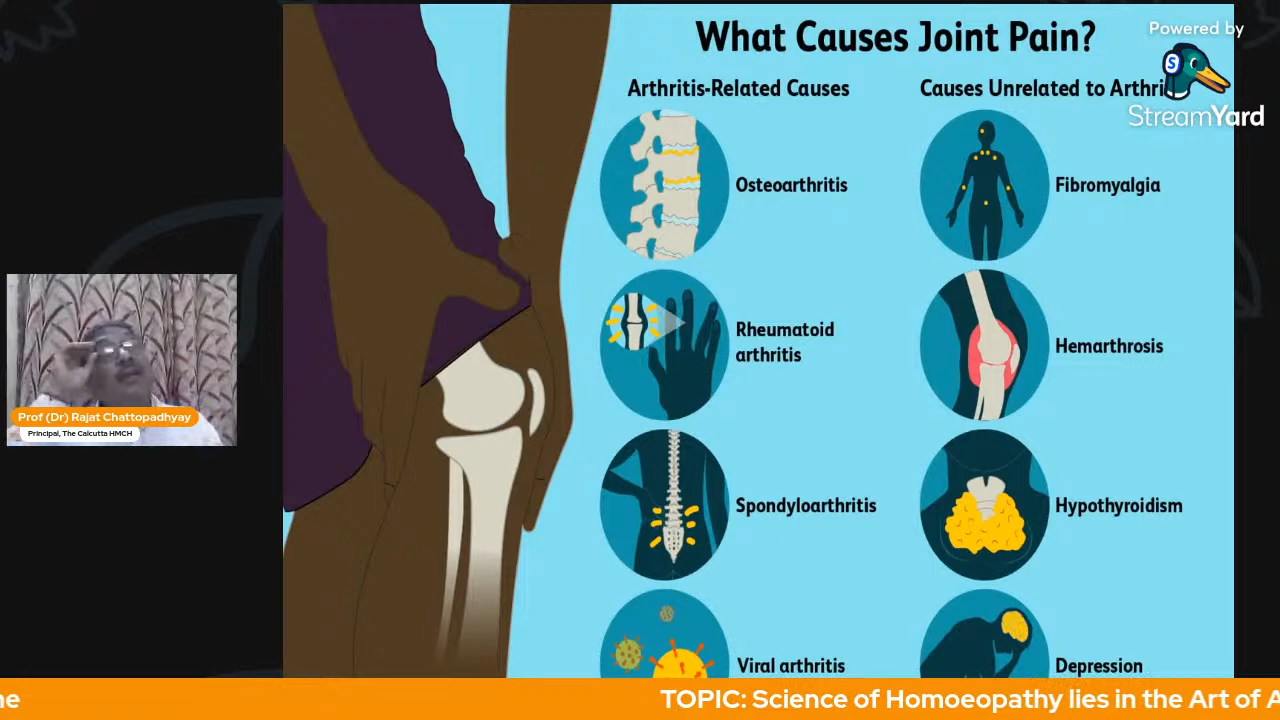 What Causes Joint Pain?
Powered by
StreamYard
Arthritis-Related Causes
Causes Unrelated to Arthri
Osteoarthritis
Fibromyalgia
Rheumatoid
arthritis
Hemarthrosis
Spondyloarthritis
Hypothyroidism
Viral arthritis
Depression
Prof (Dr) Rajat Chattopadhyay
Principal, The Calcutta HMCH
ne
TOPIC: Science of Homoeopathy lies in the Art of A